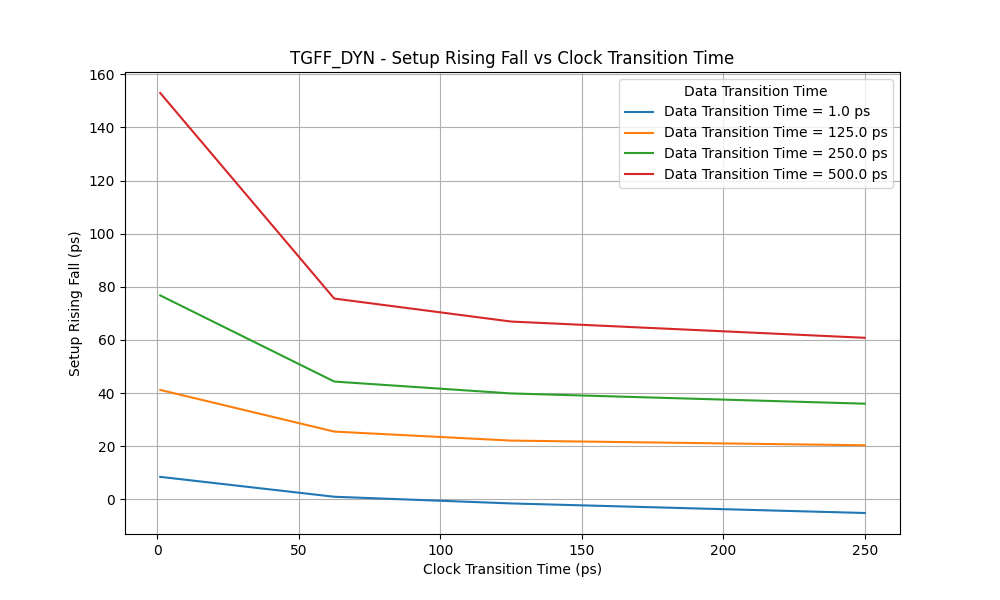 TGFF_DYN - Setup Rising Fall vs Clock Transition Time
Data Transition Time
Data Transition Time = 1.0 ps
Data Transition Time = 125.0 ps
Data Transition Time = 250.0 ps
Data Transition Time = 500.0 ps
Setup Rising Fall (ps)
160
140
120
100
80
60
40
20
0
0
50
100
150
200
250
Clock Transition Time (ps)